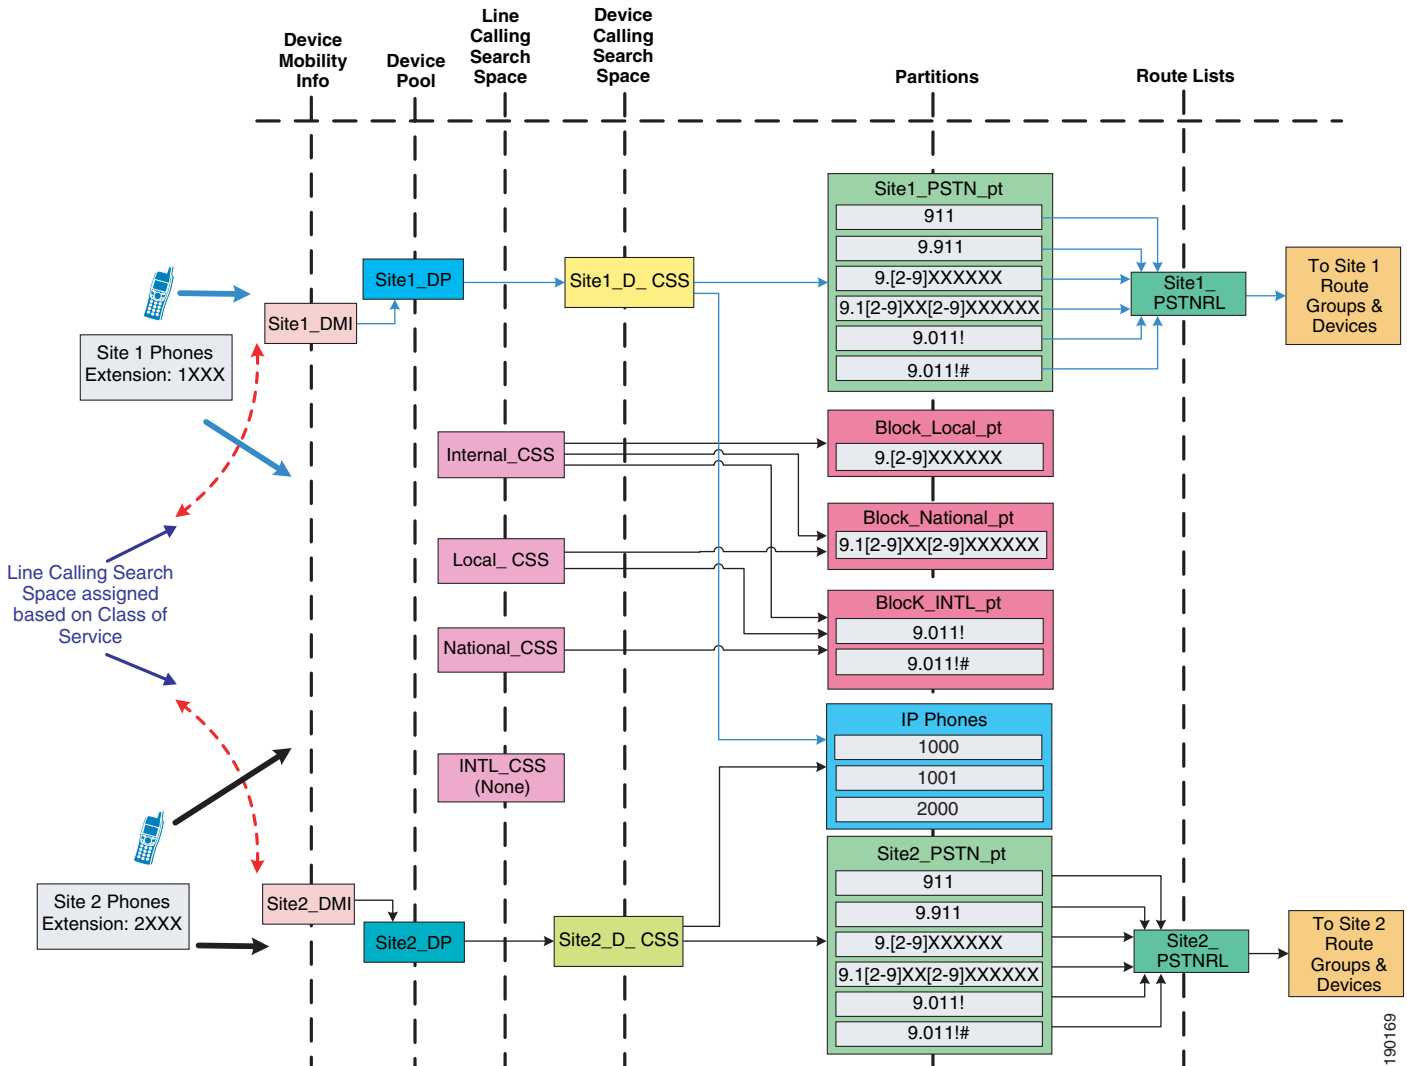 Device
Mobility
Info
Device
Pool
Line
Calling
Search
Space
Device
Calling
Search
Space
Partitions
Route Lists
Site 1 Phones
Extension: 1XXX
Site1_DMI
Site1_DP
Site1_D_ CSS
Site1_PSTN_pt
911
9.911
9.[2-9]XXXXXX
9.1[2-9]XX[2-9]XXXXXX
9.011!
9.011!#
Site1_
PSTNRL
To Site 1
Route
Groups &
Devices
Line Calling Search
Space assigned
based on Class of
Service
Internal_CSS
Local_ CSS
National_CSS
INTL_CSS
(None)
Block_Local_pt
9.[2-9]XXXXXX
Block_National_pt
9.1[2-9]XX[2-9]XXXXXX
BlocK_INTL_pt
9.011!
9.011!#
IP Phones
1000
1001
2000
Site 2 Phones
Extension: 2XXX
Site2_DMI
Site2_DP
Site2_D_ CSS
Site2_PSTN_pt
911
9.911
9.[2-9]XXXXXX
9.1[2-9]XX[2-9]XXXXXX
9.011!
9.011!#
Site2_
PSTNRL
To Site 2
Route
Groups &
Devices
190169